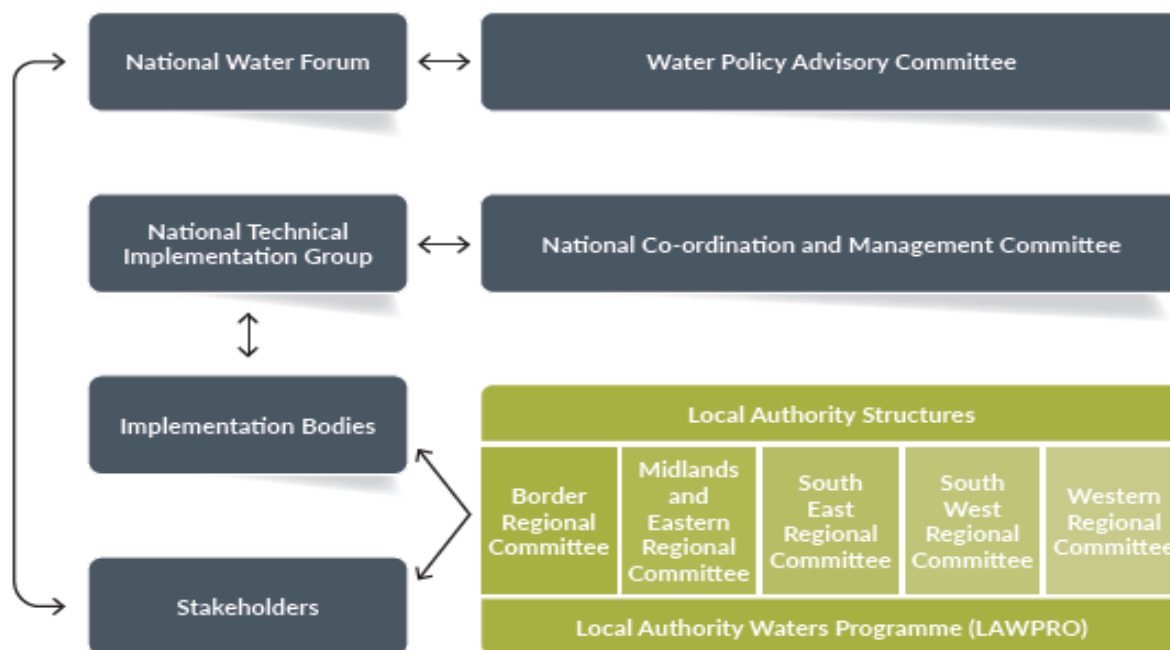 National Water Forum
Water Policy Advisory Committee
National Technical
Implementation Group
National Co-ordination and Management Committee
Implementation Bodies
Local Authority Structures
Border
Regional
Committee
Midlands
and
Eastern
Regional
Committee
South
East
Regional
Committee
South
West
Regional
Committee
Western
Regional
Committee
Stakeholders
Local Authority Waters Programme (LAWPRO)